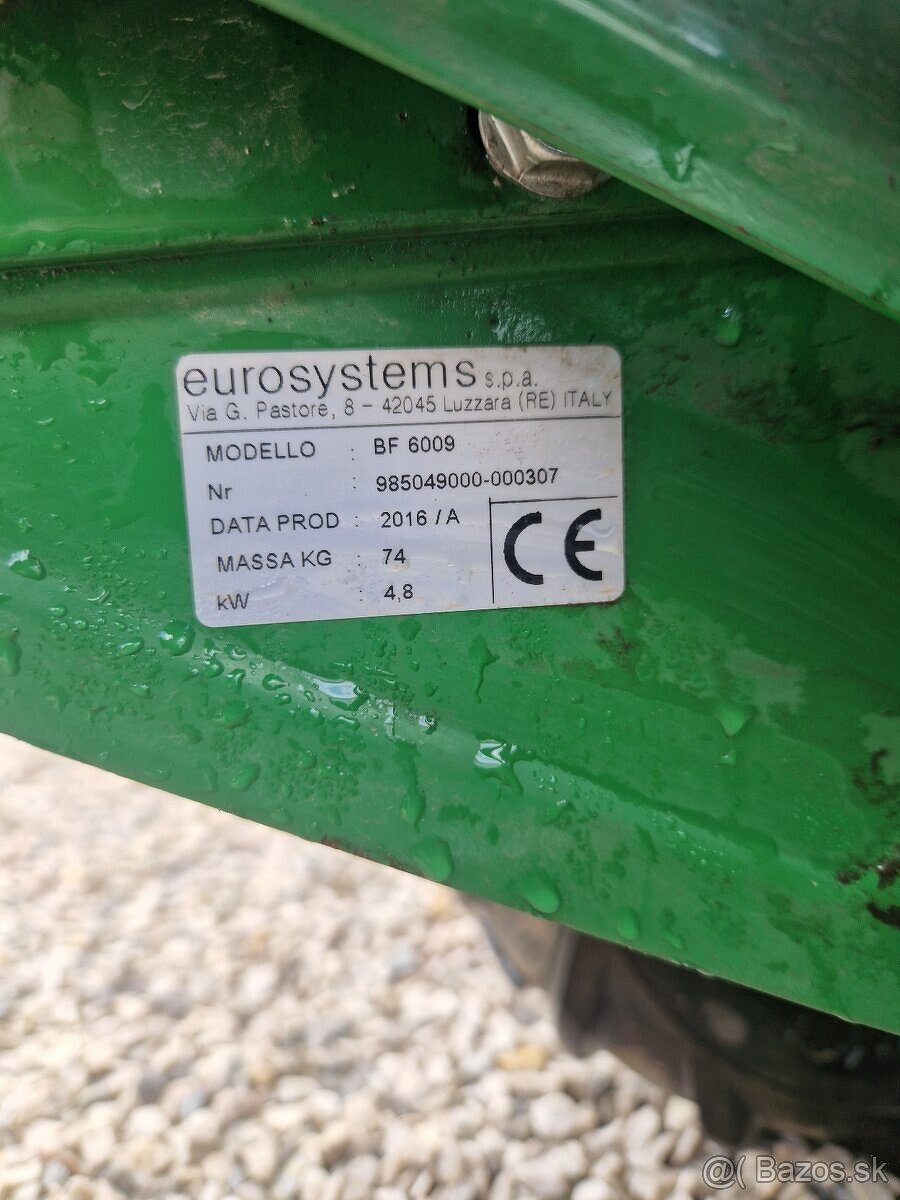 eurosystems s.p.a.
Via G. Pastore, 8 - 42045 Luzzara (RE) ITALY
MODELLO : BF 6009
Nr : 985049000-000307
DATA PROD : 2016 / A
MASSA KG : 74
kW : 4,8
CE
@( Bazos.sk